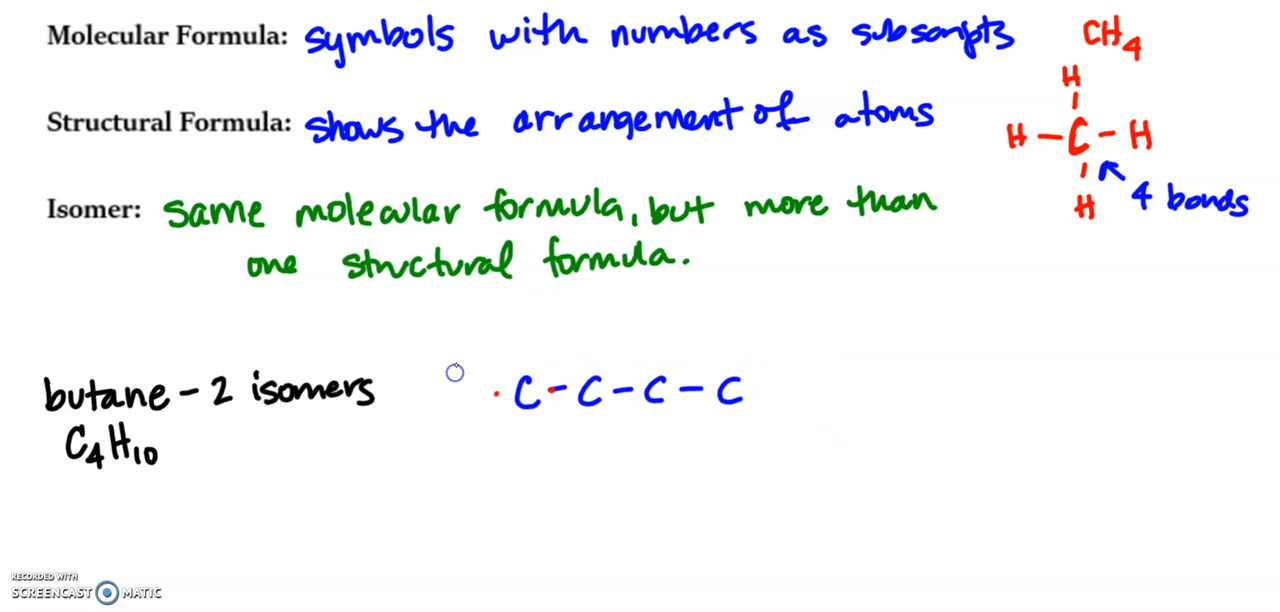 Molecular Formula: symbols with numbers as subscripts CH₄
H
Structural Formula: shows the arrangement of atoms H – C – H
Isomer: same molecular formula, but more than H 4 bonds
one structural formula.
butane – 2 isomers C – C – C – C
C₄H₁₀
RECORDED WITH
SCREENCAST MATIC